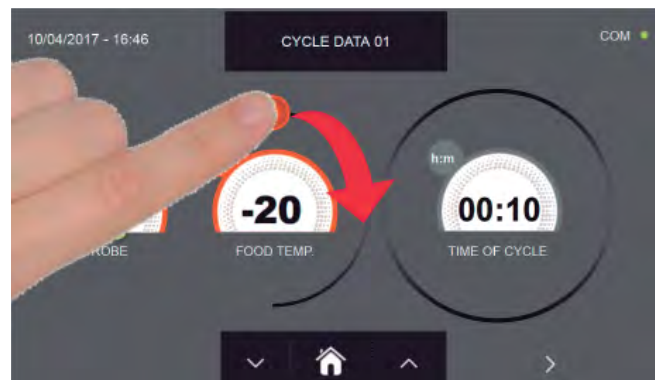 10/04/2017 - 16:46
CYCLE DATA 01
COM
h:m
-20
00:10
FOOD TEMP.
TIME OF CYCLE